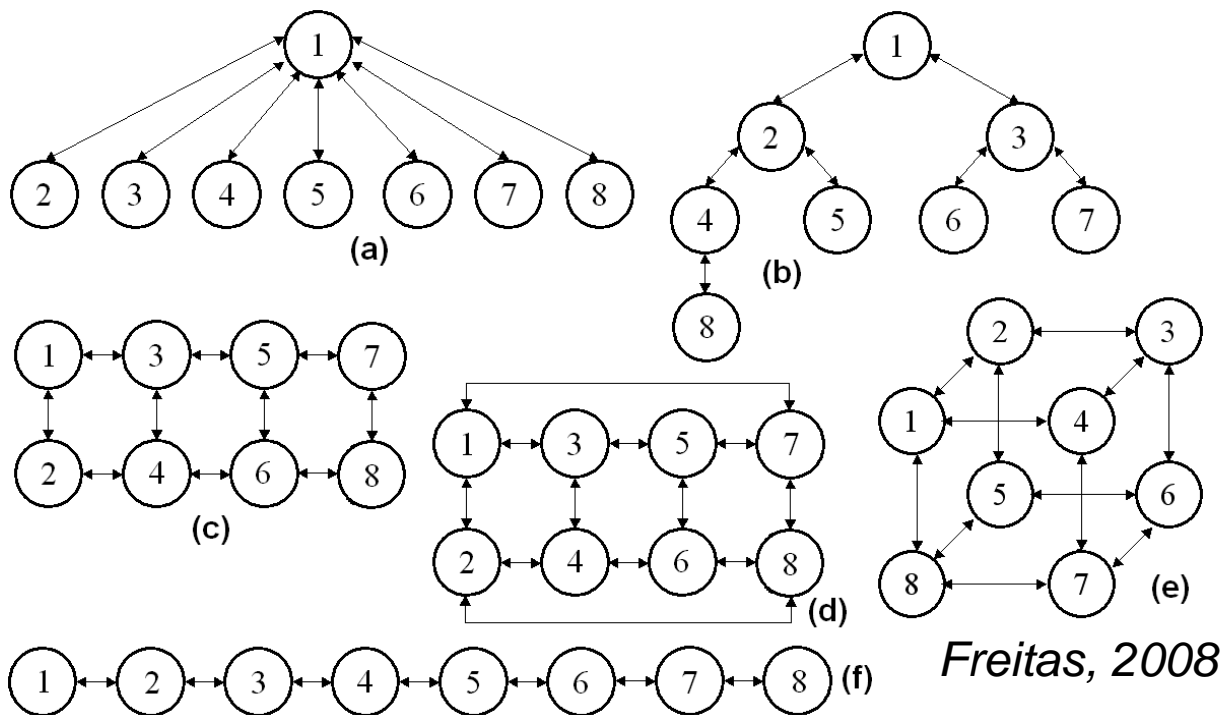 1
2 3 4 5 6 7 8
(a)
1
2 3
4 5 6 7
8
(b)
1 3 5 7
2 4 6 8
(c)
1 3 5 7
2 4 6 8
(d)
2 3
1 4
5 6
8 7
(e)
1 2 3 4 5 6 7 8
(f)
Freitas, 2008